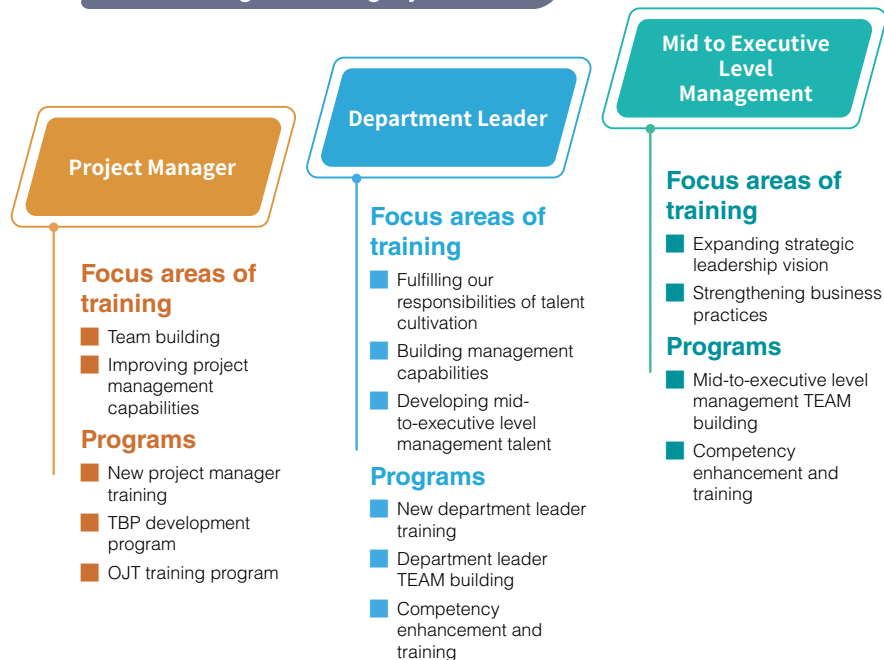 Project Manager
Focus areas of
training
Team building
Improving project
management
capabilities
Programs
New project manager
training
TBP development
program
OJT training program
Department Leader
Focus areas of
training
Fulfilling our
responsibilities of talent
cultivation
Building management
capabilities
Developing mid-
to-executive level
management talent
Programs
New department leader
training
Department leader
TEAM building
Competency
enhancement and
training
Mid to Executive
Level
Management
Focus areas of
training
Expanding strategic
leadership vision
Strengthening business
practices
Programs
Mid-to-executive level
management TEAM
building
Competency
enhancement and
training